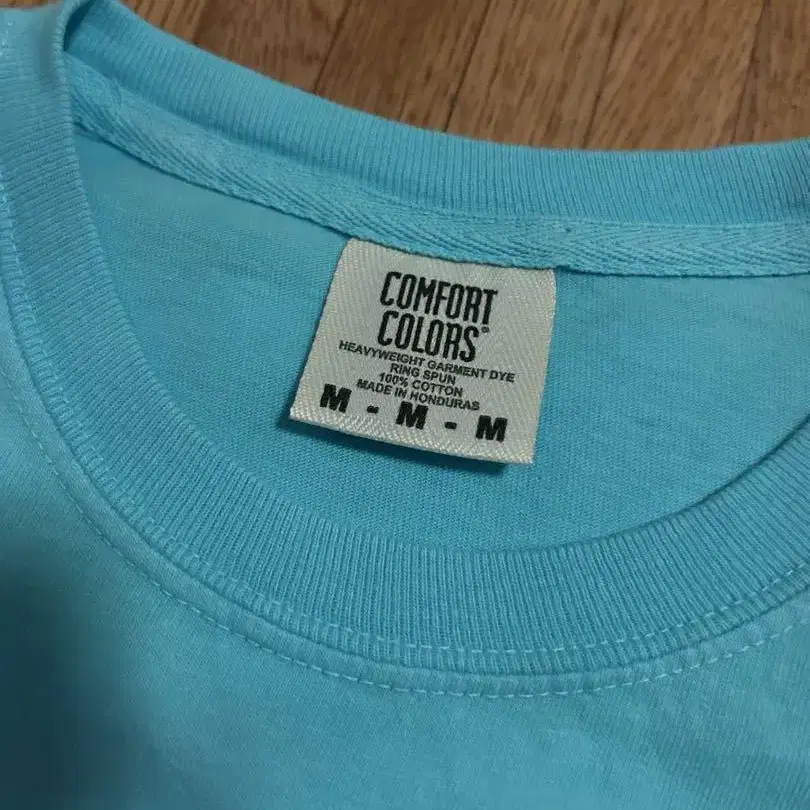 COMFORT
COLORS®
HEAVYWEIGHT GARMENT DYE
RING SPUN
100% COTTON
MADE IN HONDURAS
M - M - M